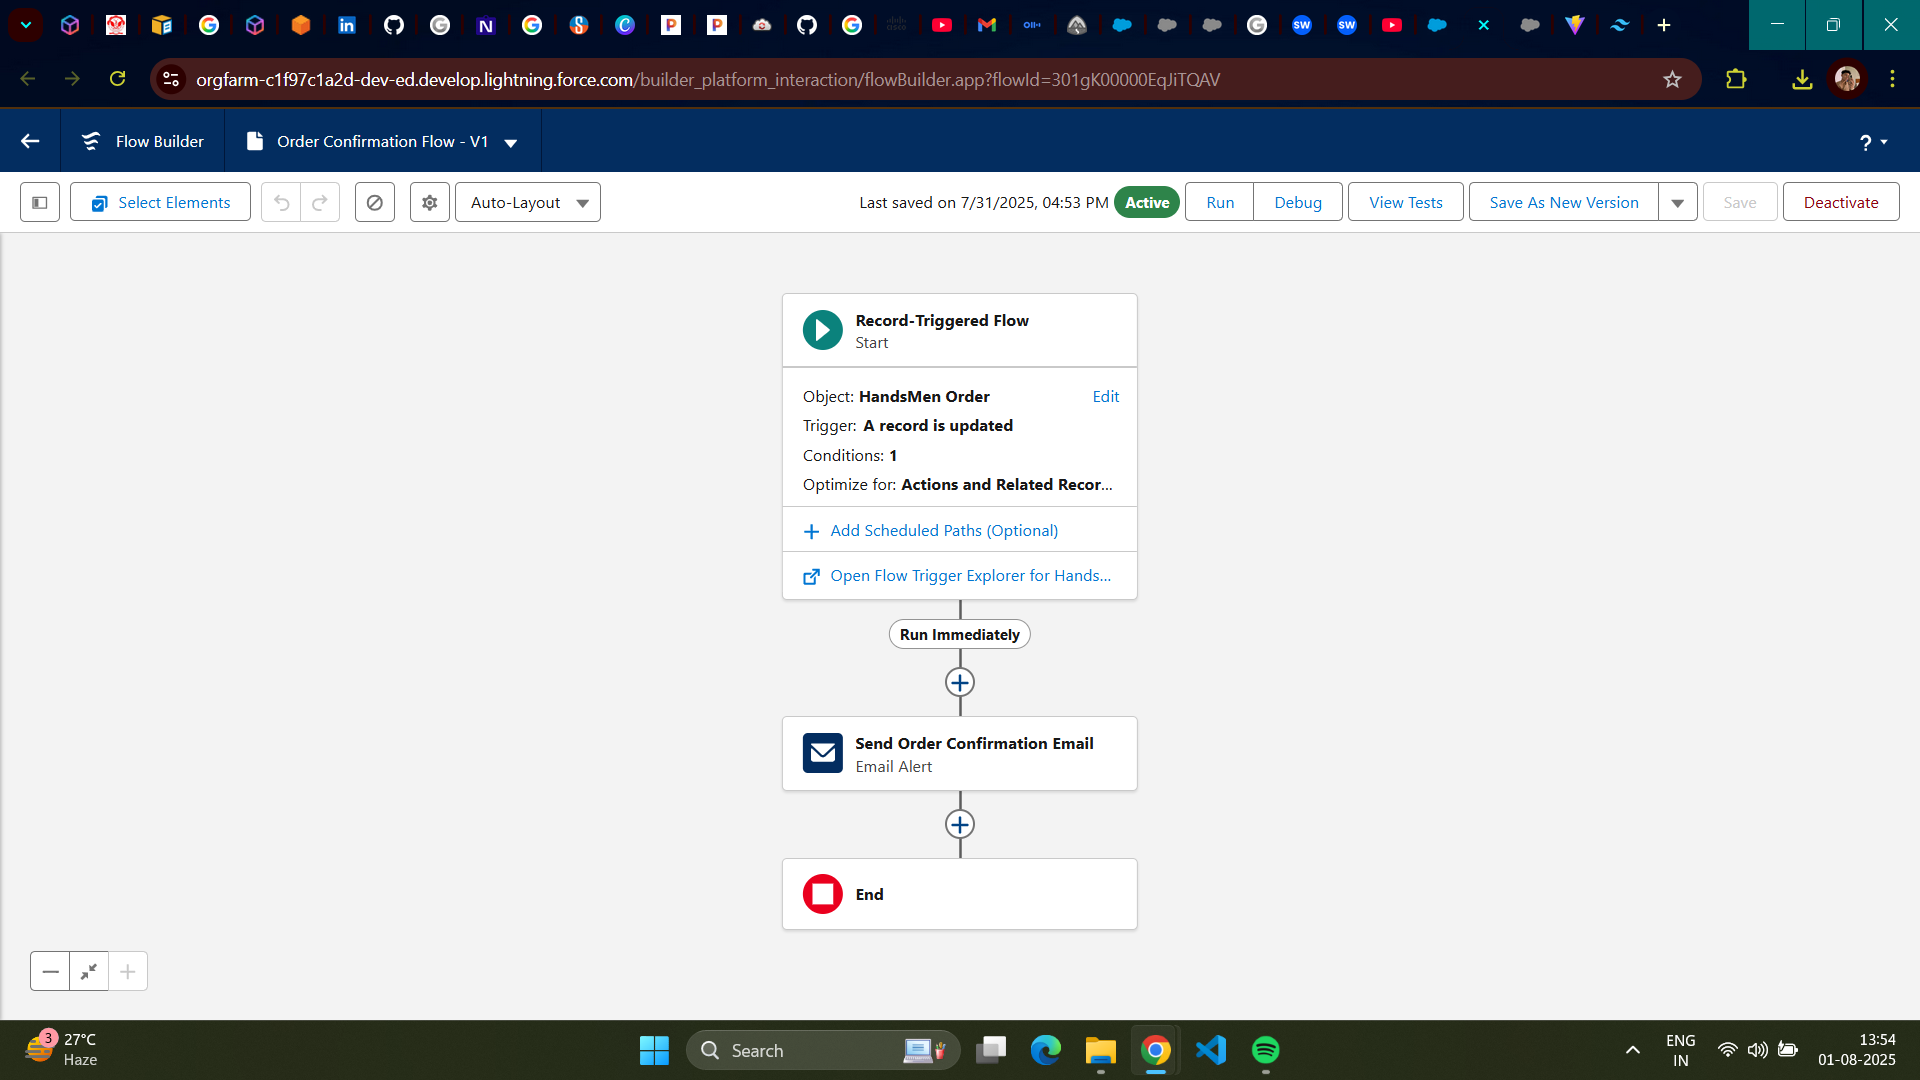 orgfarm-c1f97c1a2d-dev-ed.develop.lightning.force.com/builder_platform_interaction/flowBuilder.app?flowId=301gK00000EqJiTQAV
Flow Builder
Order Confirmation Flow - V1
?
Select Elements
Auto-Layout
Last saved on 7/31/2025, 04:53 PM
Active
Run
Debug
View Tests
Save As New Version
Save
Deactivate
Record-Triggered Flow
Start
Object: HandsMen Order
Edit
Trigger: A record is updated
Conditions: 1
Optimize for: Actions and Related Recor...
Add Scheduled Paths (Optional)
Open Flow Trigger Explorer for Hands...
Run Immediately
Send Order Confirmation Email
Email Alert
End
3
27°C
Haze
Search
ENG
IN
13:54
01-08-2025